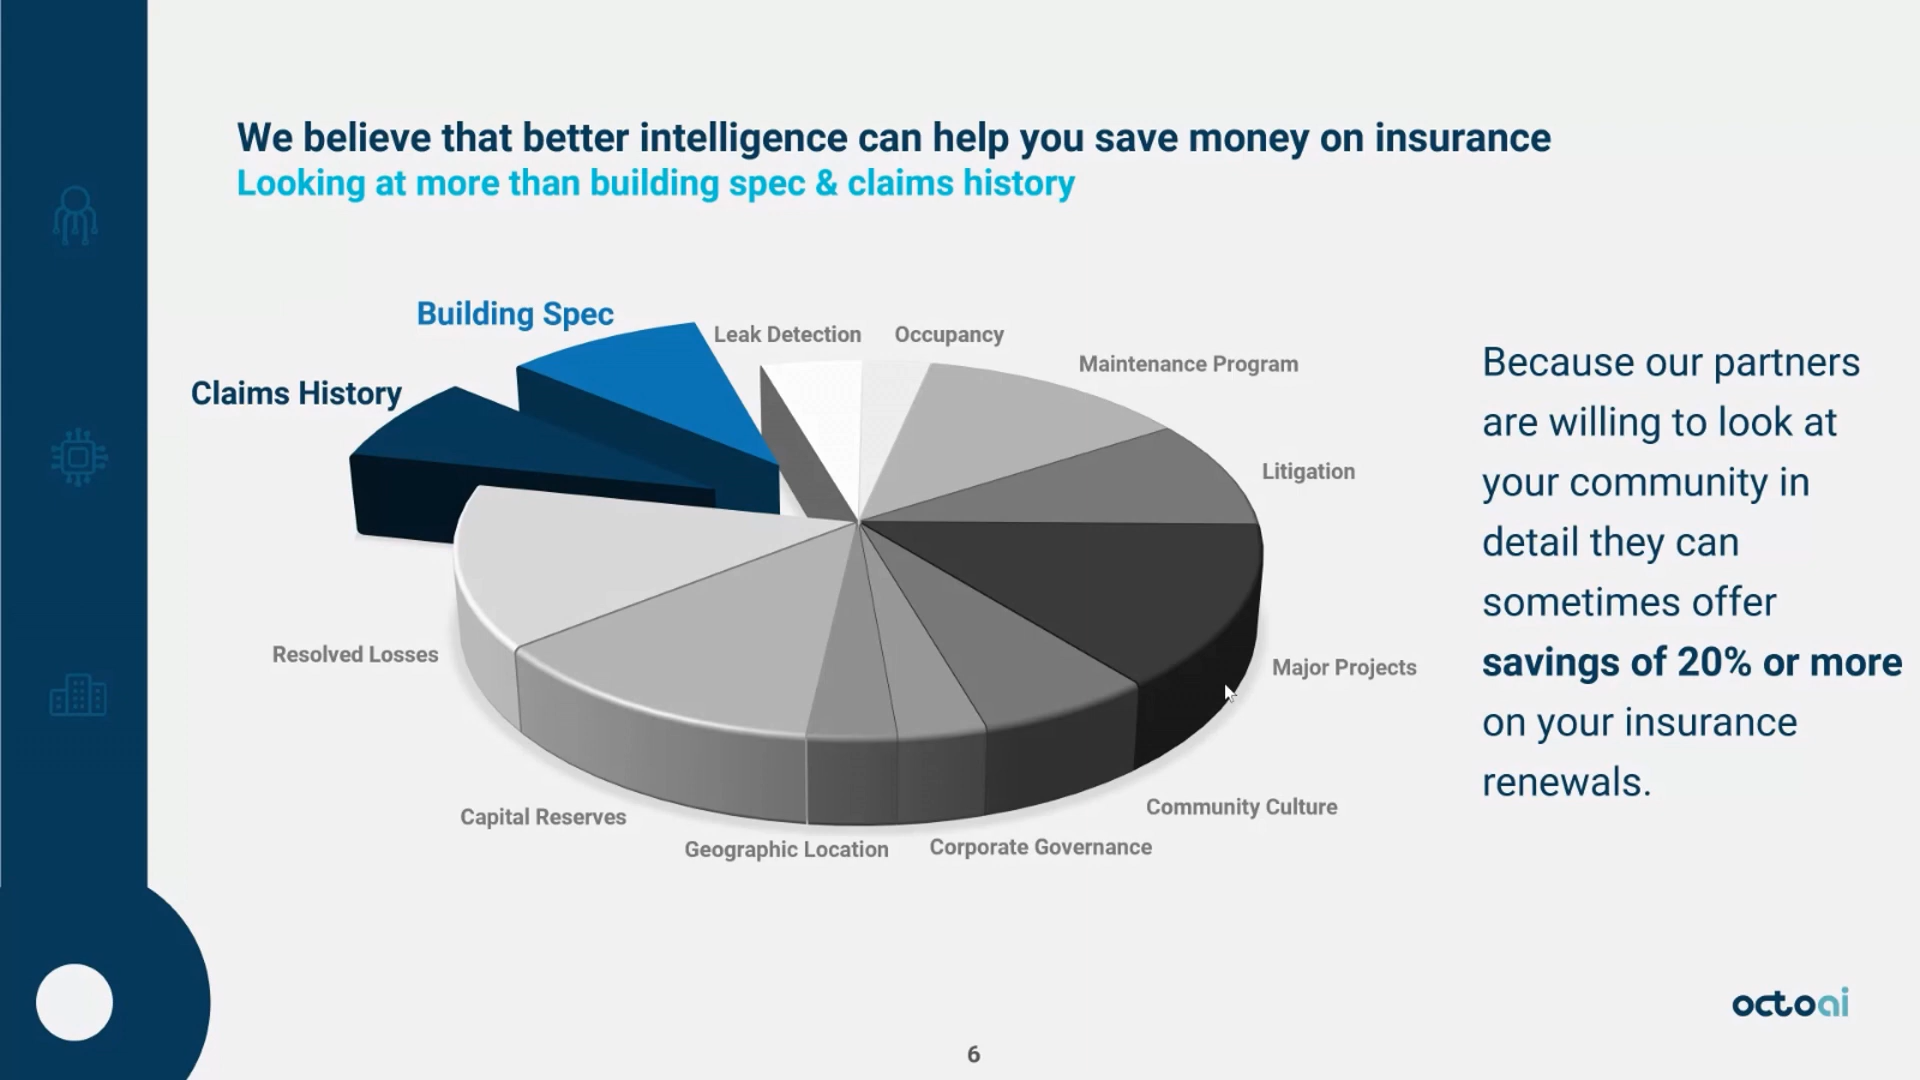 We believe that better intelligence can help you save money on insurance
Looking at more than building spec & claims history
Building Spec
Claims History
Leak Detection
Occupancy
Maintenance Program
Litigation
Major Projects
Community Culture
Corporate Governance
Geographic Location
Capital Reserves
Resolved Losses
Because our partners
are willing to look at
your community in
detail they can
sometimes offer
savings of 20% or more
on your insurance
renewals.
octoai
6